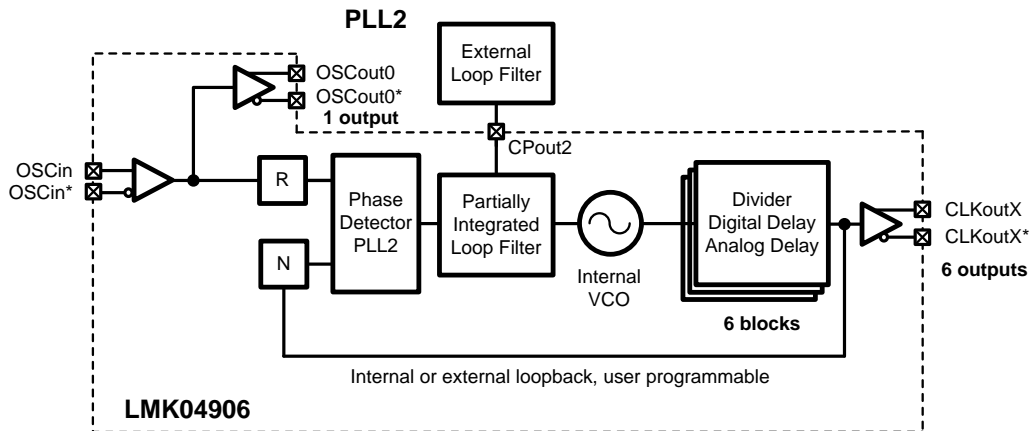 PLL2
External
Loop Filter
OSCout0
OSCout0*
1 output
CPout2
OSCin
OSCin*
R
N
Phase
Detector
PLL2
Partially
Integrated
Loop Filter
Internal
VCO
Divider
Digital Delay
Analog Delay
6 blocks
CLKoutX
CLKoutX*
6 outputs
Internal or external loopback, user programmable
LMK04906